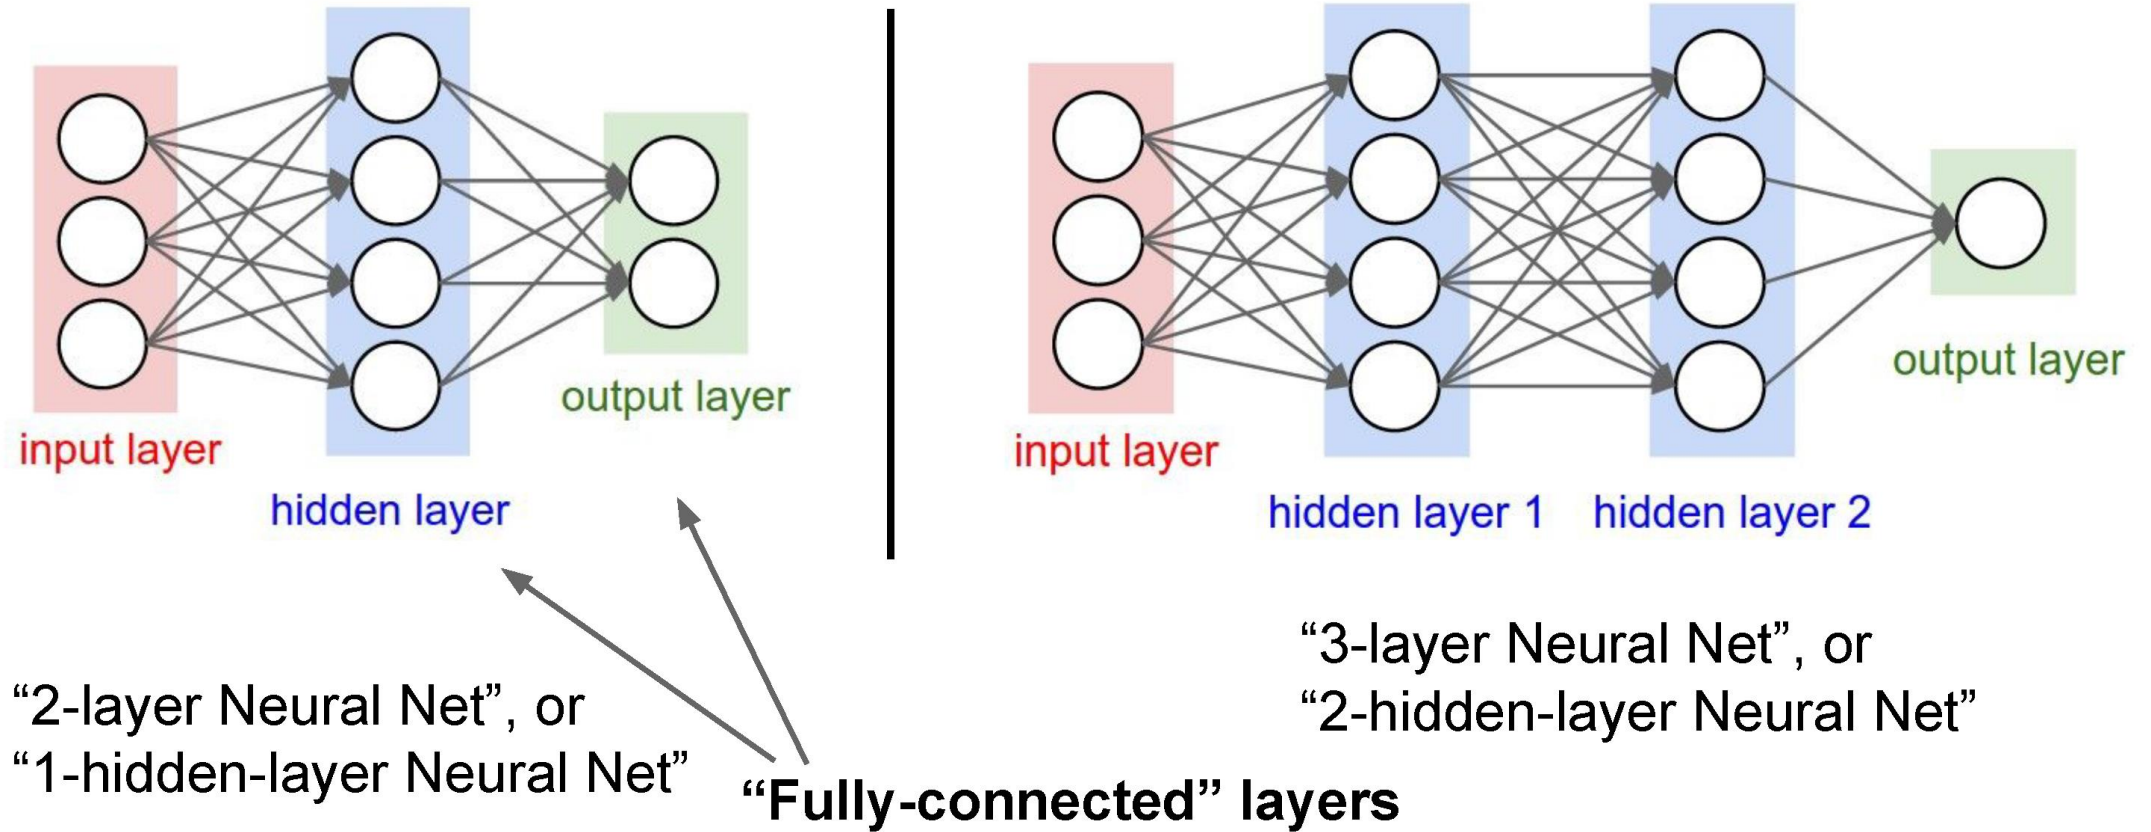 input layer
hidden layer
output layer
input layer
hidden layer 1
hidden layer 2
output layer
“2-layer Neural Net”, or
“1-hidden-layer Neural Net”
“Fully-connected” layers
“3-layer Neural Net”, or
“2-hidden-layer Neural Net”